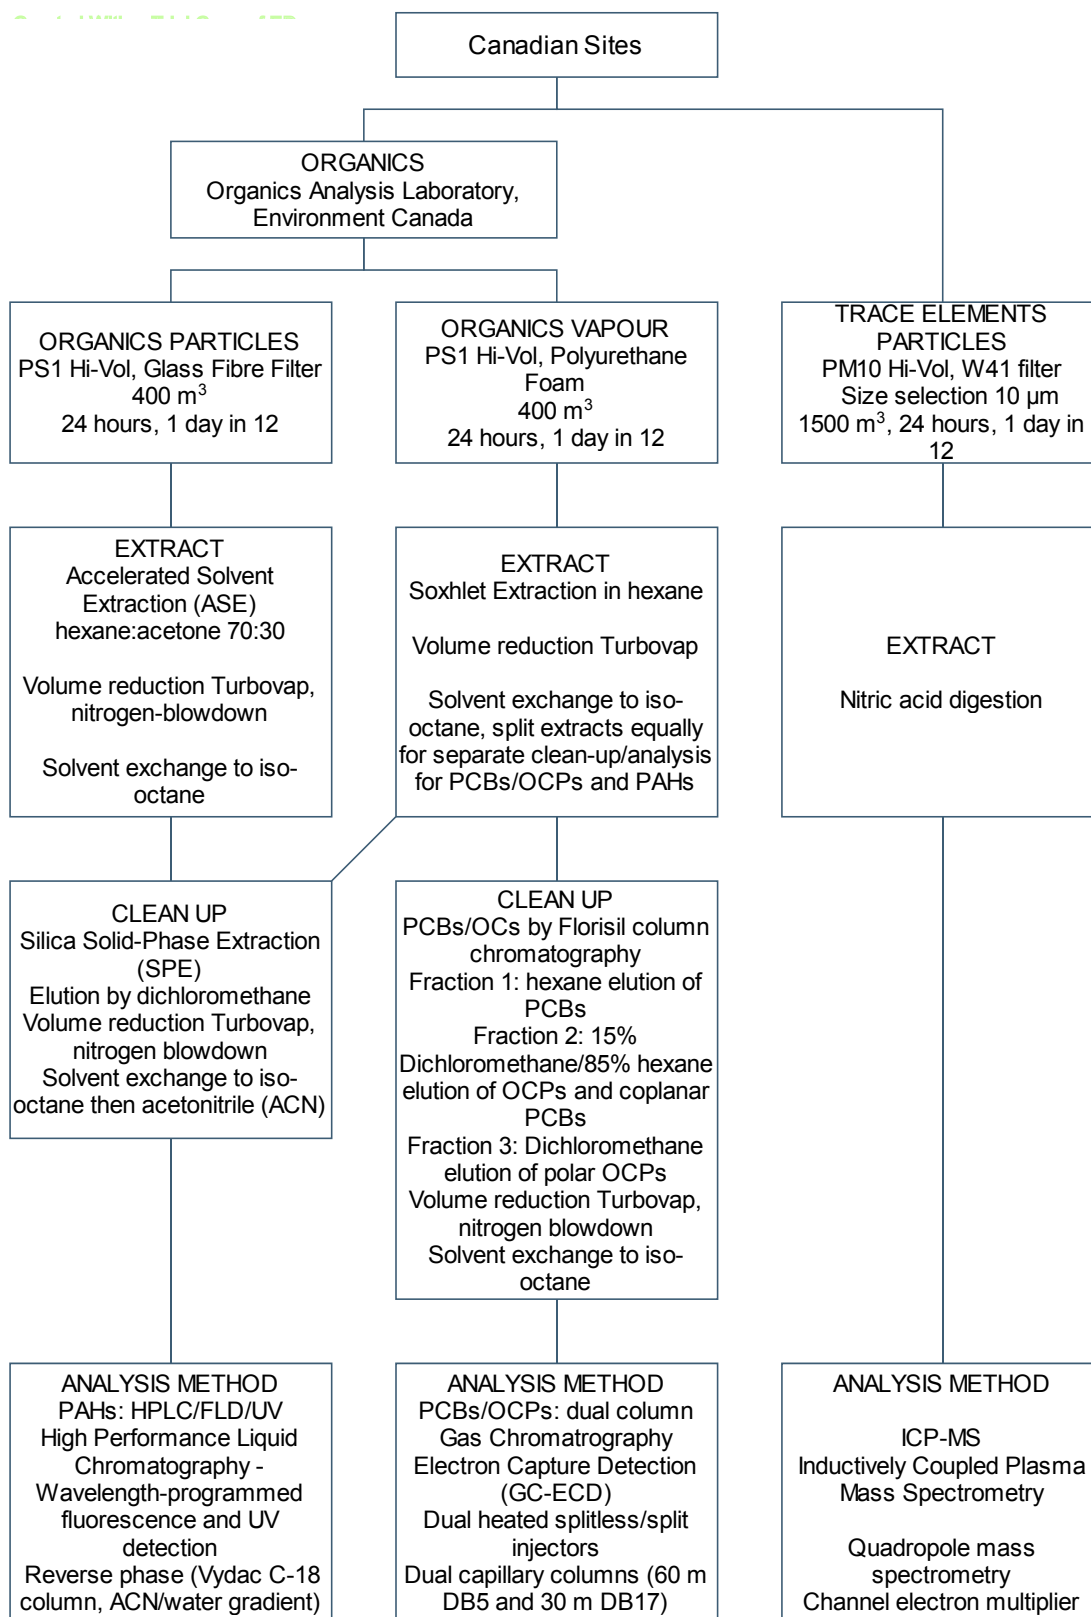 Canadian Sites
ORGANICS
Organics Analysis Laboratory,
Environment Canada
ORGANICS PARTICLES
PS1 Hi-Vol, Glass Fibre Filter
400 m³
24 hours, 1 day in 12
ORGANICS VAPOUR
PS1 Hi-Vol, Polyurethane
Foam
400 m³
24 hours, 1 day in 12
TRACE ELEMENTS
PARTICLES
PM10 Hi-Vol, W41 filter
Size selection 10 µm
1500 m³, 24 hours, 1 day in
12
EXTRACT
Accelerated Solvent
Extraction (ASE)
hexane:acetone 70:30
Volume reduction Turbovap,
nitrogen-blowdown
Solvent exchange to iso-
octane
EXTRACT
Soxhlet Extraction in hexane
Volume reduction Turbovap
Solvent exchange to iso-
octane, split extracts equally
for separate clean-up/analysis
for PCBs/OCPs and PAHs
EXTRACT
Nitric acid digestion
CLEAN UP
Silica Solid-Phase Extraction
(SPE)
Elution by dichloromethane
Volume reduction Turbovap,
nitrogen blowdown
Solvent exchange to iso-
octane then acetonitrile (ACN)
CLEAN UP
PCBs/OCs by Florisil column
chromatography
Fraction 1: hexane elution of
PCBs
Fraction 2: 15%
Dichloromethane/85% hexane
elution of OCPs and coplanar
PCBs
Fraction 3: Dichloromethane
elution of polar OCPs
Volume reduction Turbovap,
nitrogen blowdown
Solvent exchange to iso-
octane
ANALYSIS METHOD
PAHs: HPLC/FLD/UV
High Performance Liquid
Chromatography -
Wavelength-programmed
fluorescence and UV
detection
Reverse phase (Vydac C-18
column, ACN/water gradient)
ANALYSIS METHOD
PCBs/OCPs: dual column
Gas Chromatrography
Electron Capture Detection
(GC-ECD)
Dual heated splitless/split
injectors
Dual capillary columns (60 m
DB5 and 30 m DB17)
ANALYSIS METHOD
ICP-MS
Inductively Coupled Plasma
Mass Spectrometry
Quadropole mass
spectrometry
Channel electron multiplier